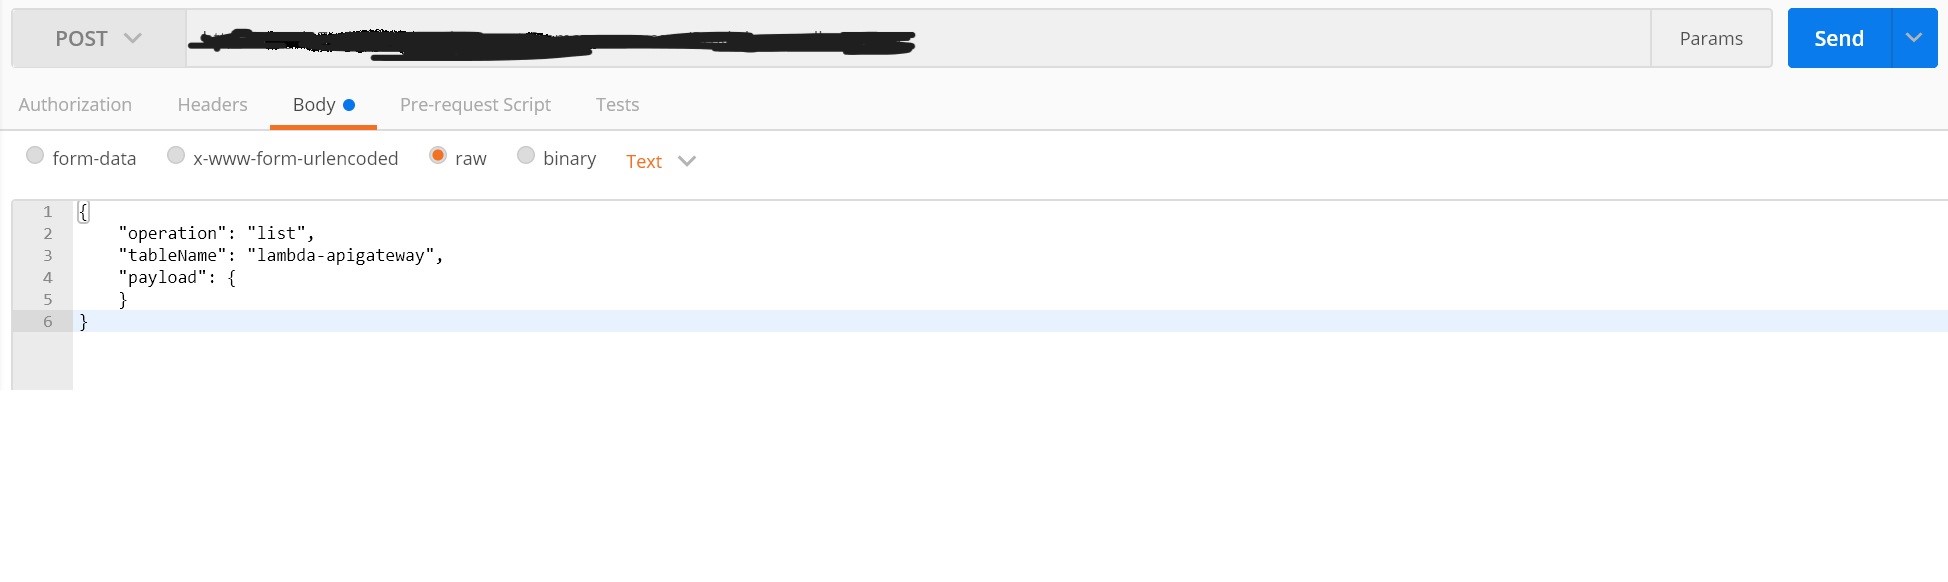 POST Params Send
Authorization Headers Body Pre-request Script Tests
form-data x-www-form-urlencoded raw binary Text
1 {
2 "operation": "list",
3 "tableName": "lambda-apigateway",
4 "payload": {
5 }
6 }